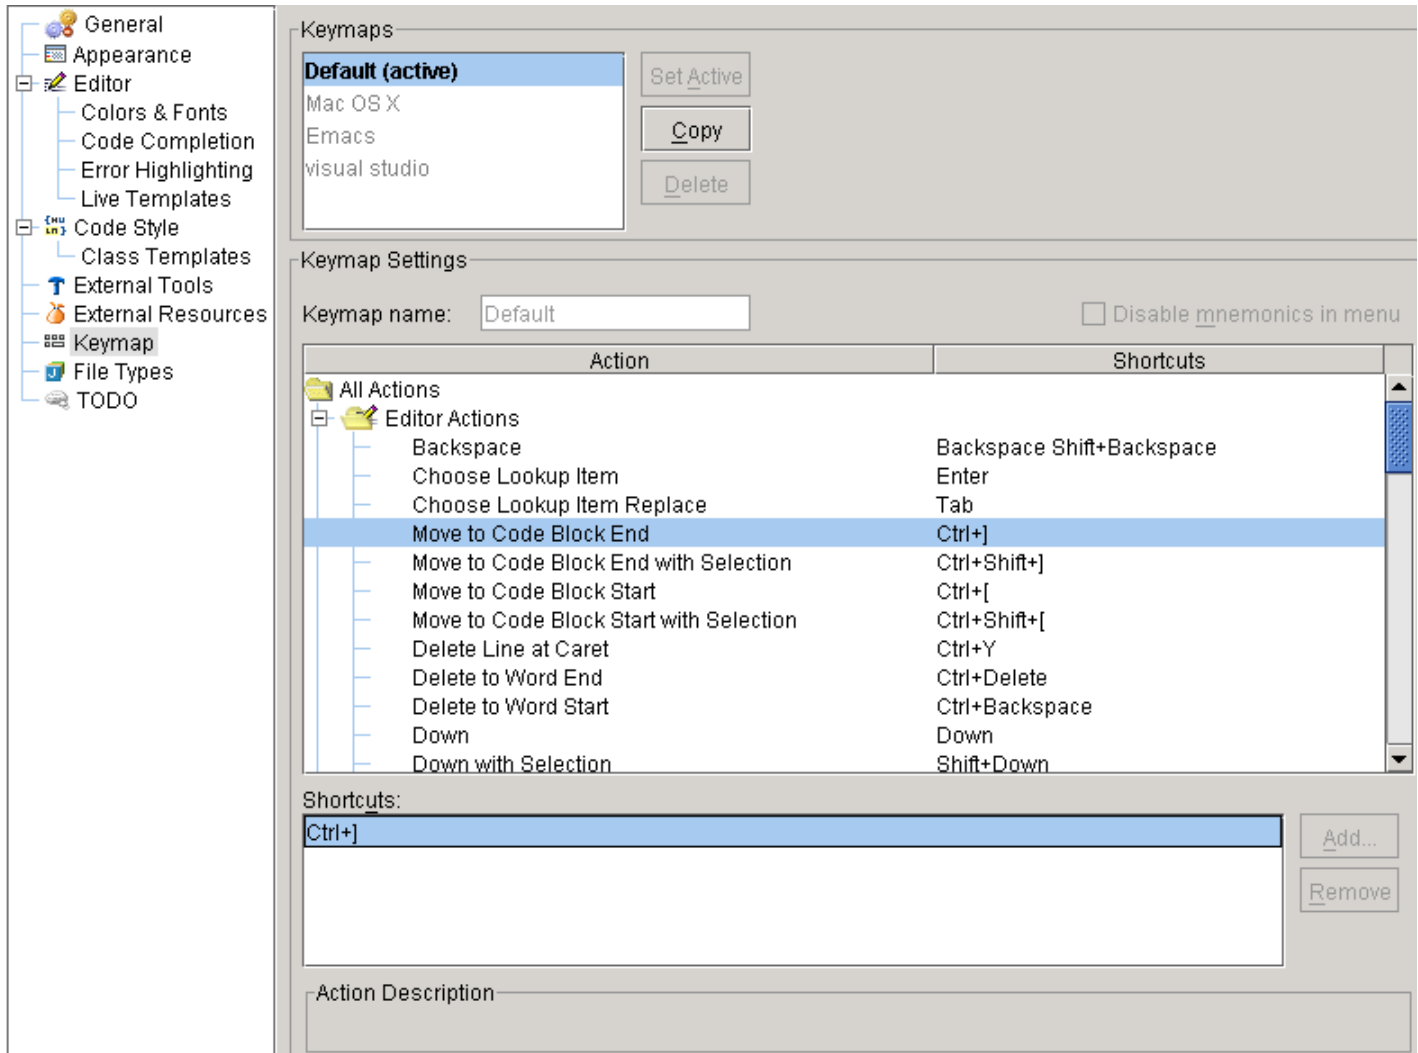 General
Appearance
Editor
Colors & Fonts
Code Completion
Error Highlighting
Live Templates
Code Style
Class Templates
External Tools
External Resources
Keymap
File Types
TODO
Keymaps
Default (active)
Mac OS X
Emacs
visual studio
Set Active
Copy
Delete
Keymap Settings
Keymap name: Default Disable mnemonics in menu
Action Shortcuts
All Actions
Editor Actions
Backspace Backspace Shift+Backspace
Choose Lookup Item Enter
Choose Lookup Item Replace Tab
Move to Code Block End Ctrl+]
Move to Code Block End with Selection Ctrl+Shift+]
Move to Code Block Start Ctrl+[
Move to Code Block Start with Selection Ctrl+Shift+[
Delete Line at Caret Ctrl+Y
Delete to Word End Ctrl+Delete
Delete to Word Start Ctrl+Backspace
Down Down
Down with Selection Shift+Down
Shortcuts:
Ctrl+]
Add...
Remove
Action Description